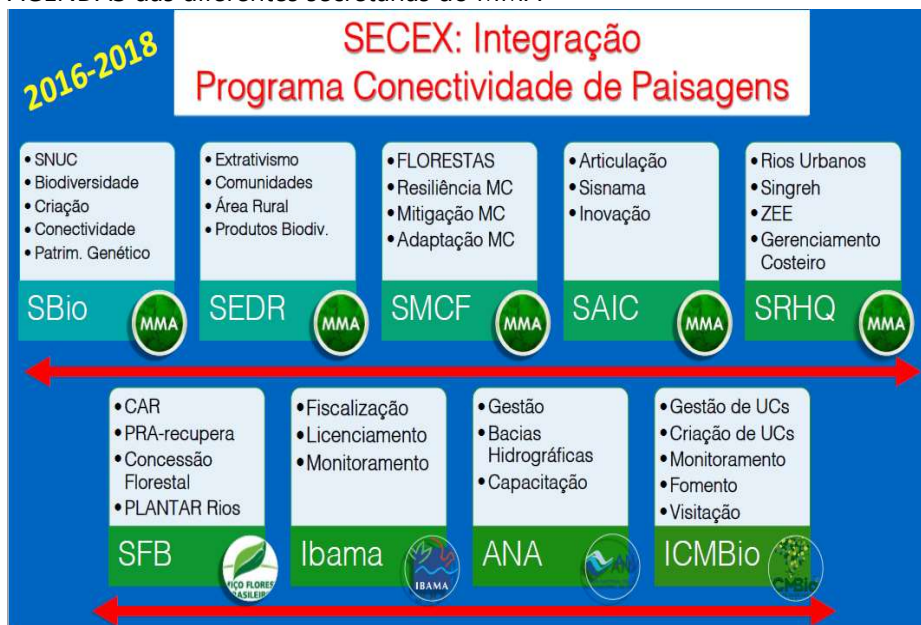 2016-2018
SECEX: Integração
Programa Conectividade de Paisagens
• SNUC
• Biodiversidade
• Criação
• Conectividade
• Patrim. Genético
SBio
MMA
• Extrativismo
• Comunidades
• Área Rural
• Produtos Biodiv.
SEDR
MMA
• FLORESTAS
• Resiliência MC
• Mitigação MC
• Adaptação MC
SMCF
MMA
• Articulação
• Sisnama
• Inovação
SAIC
MMA
• Rios Urbanos
• Singreh
• ZEE
• Gerenciamento
Costeiro
SRHQ
MMA
• CAR
• PRA-recupera
• Concessão
Florestal
• PLANTAR Rios
SFB
• Fiscalização
• Licenciamento
• Monitoramento
Ibama
IBAMA
• Gestão
• Bacias
Hidrográficas
• Capacitação
ANA
• Gestão de UCs
• Criação de UCs
• Monitoramento
• Fomento
• Visitação
ICMBio